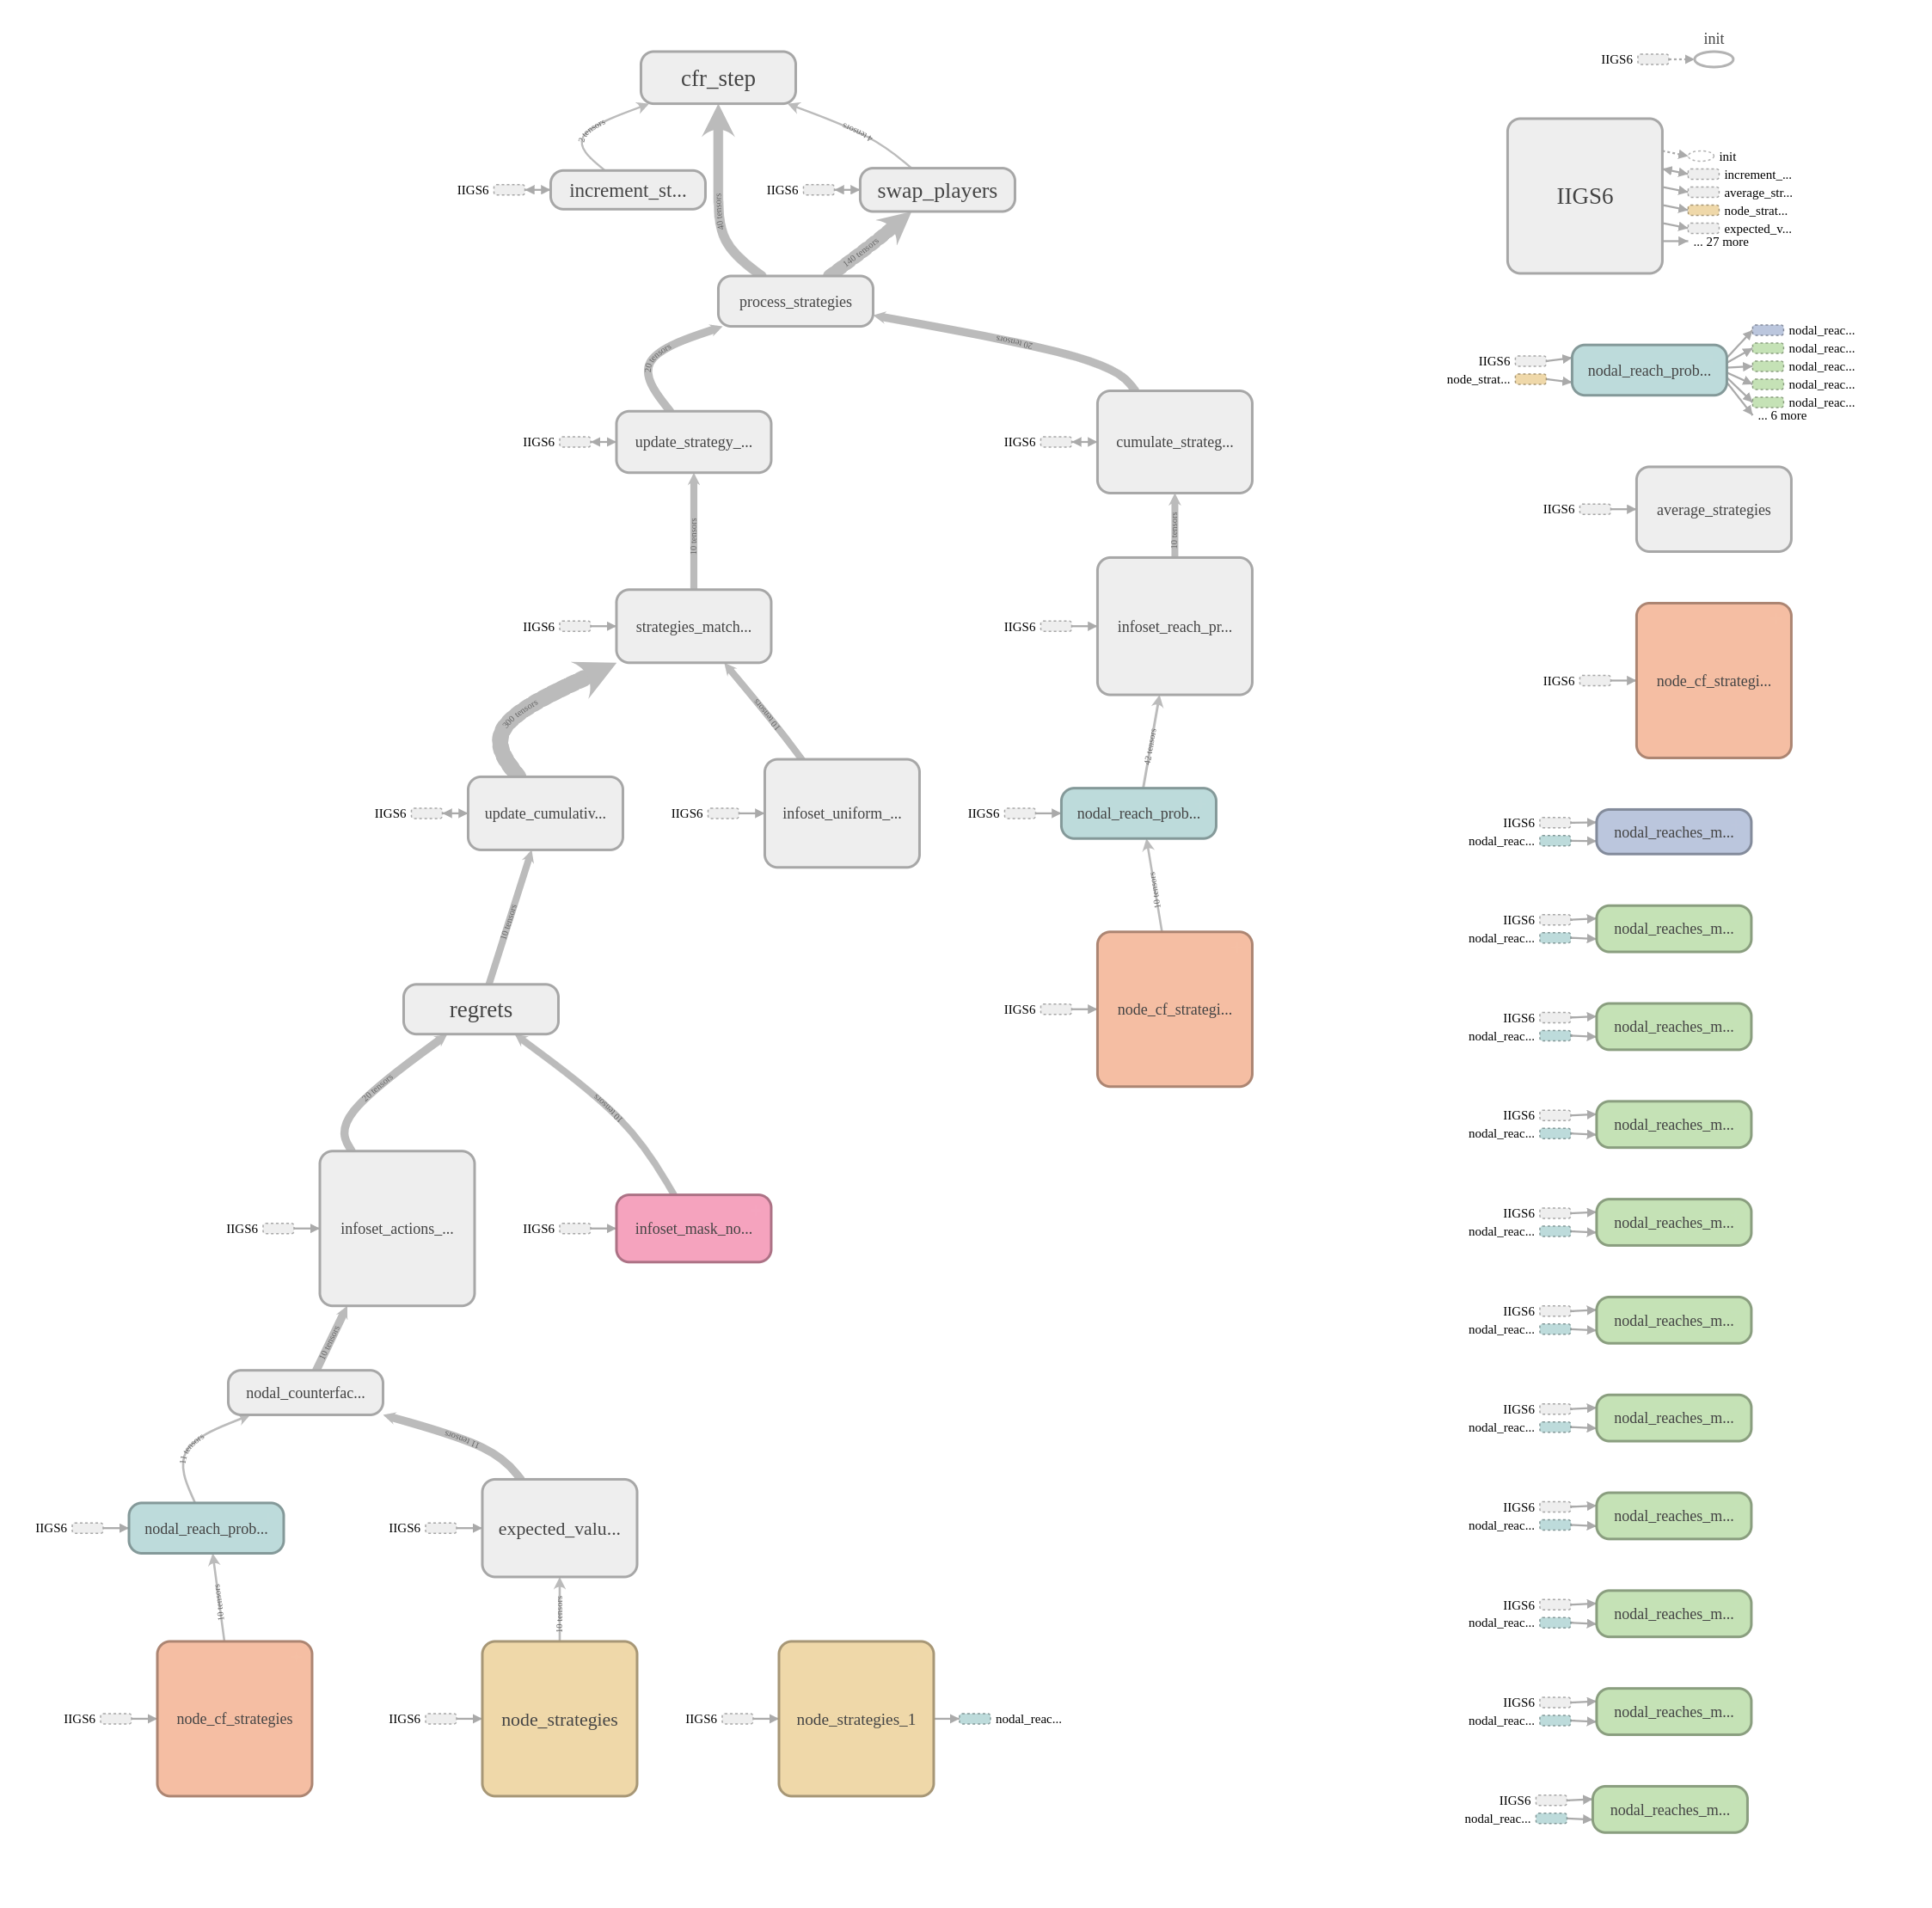 cfr_step
2 tensors
4 tensors
IIGS6
increment_st...
40 tensors
IIGS6
swap_players
140 tensors
process_strategies
20 tensors
20 tensors
IIGS6
update_strategy_...
IIGS6
cumulate_strateg...
10 tensors
10 tensors
IIGS6
strategies_match...
IIGS6
infoset_reach_pr...
300 tensors
10 tensors
42 tensors
IIGS6
update_cumulativ...
IIGS6
infoset_uniform_...
IIGS6
nodal_reach_prob...
10 tensors
10 tensors
regrets
IIGS6
node_cf_strategi...
20 tensors
10 tensors
IIGS6
infoset_actions_...
IIGS6
infoset_mask_no...
10 tensors
nodal_counterfac...
11 tensors
11 tensors
IIGS6
nodal_reach_prob...
IIGS6
expected_valu...
10 tensors
10 tensors
IIGS6
node_cf_strategies
IIGS6
node_strategies
IIGS6
node_strategies_1
nodal_reac...
init
IIGS6
IIGS6
init
increment_...
average_str...
node_strat...
expected_v...
... 27 more
IIGS6
node_strat...
nodal_reach_prob...
nodal_reac...
nodal_reac...
nodal_reac...
nodal_reac...
nodal_reac...
... 6 more
IIGS6
average_strategies
IIGS6
node_cf_strategi...
IIGS6
nodal_reac...
nodal_reaches_m...
IIGS6
nodal_reac...
nodal_reaches_m...
IIGS6
nodal_reac...
nodal_reaches_m...
IIGS6
nodal_reac...
nodal_reaches_m...
IIGS6
nodal_reac...
nodal_reaches_m...
IIGS6
nodal_reac...
nodal_reaches_m...
IIGS6
nodal_reac...
nodal_reaches_m...
IIGS6
nodal_reac...
nodal_reaches_m...
IIGS6
nodal_reac...
nodal_reaches_m...
IIGS6
nodal_reac...
nodal_reaches_m...
IIGS6
nodal_reac...
nodal_reaches_m...